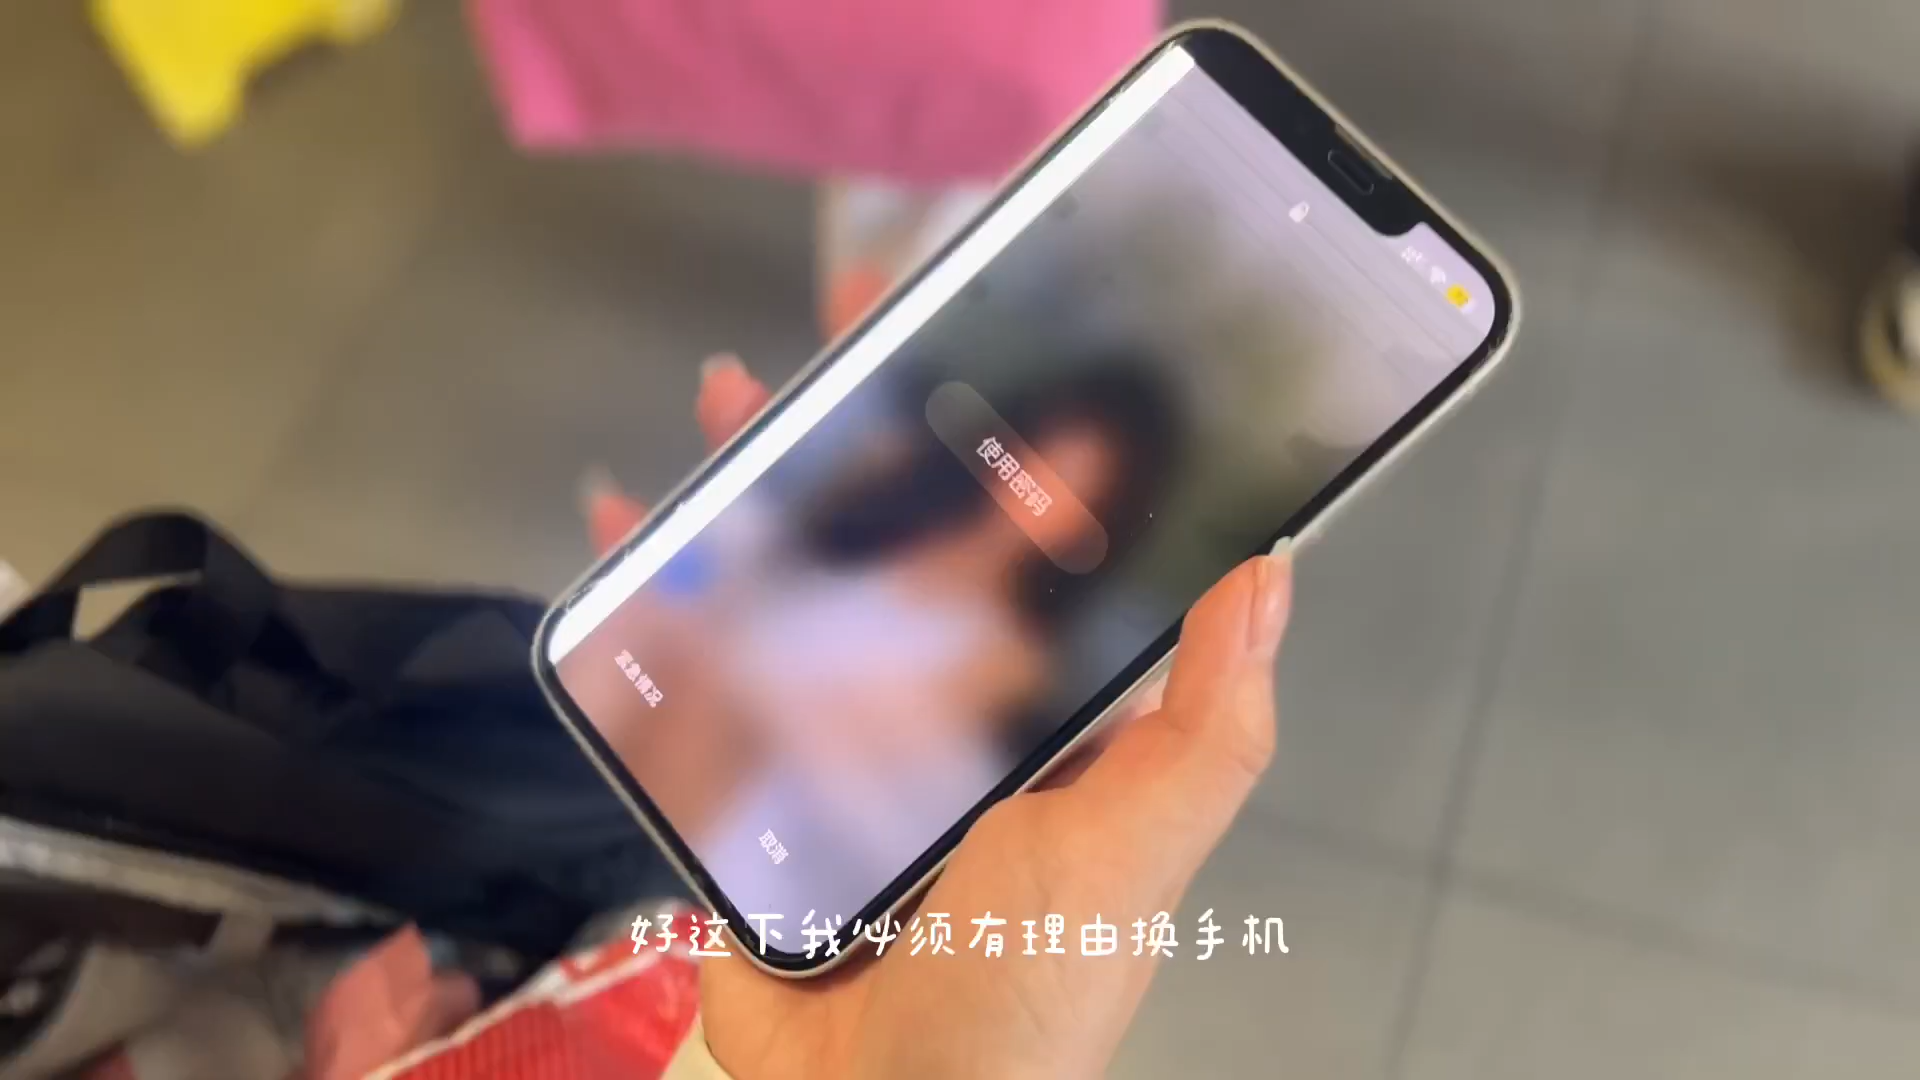 使用密码
紧急情况
取消
好这下我必须有理由换手机